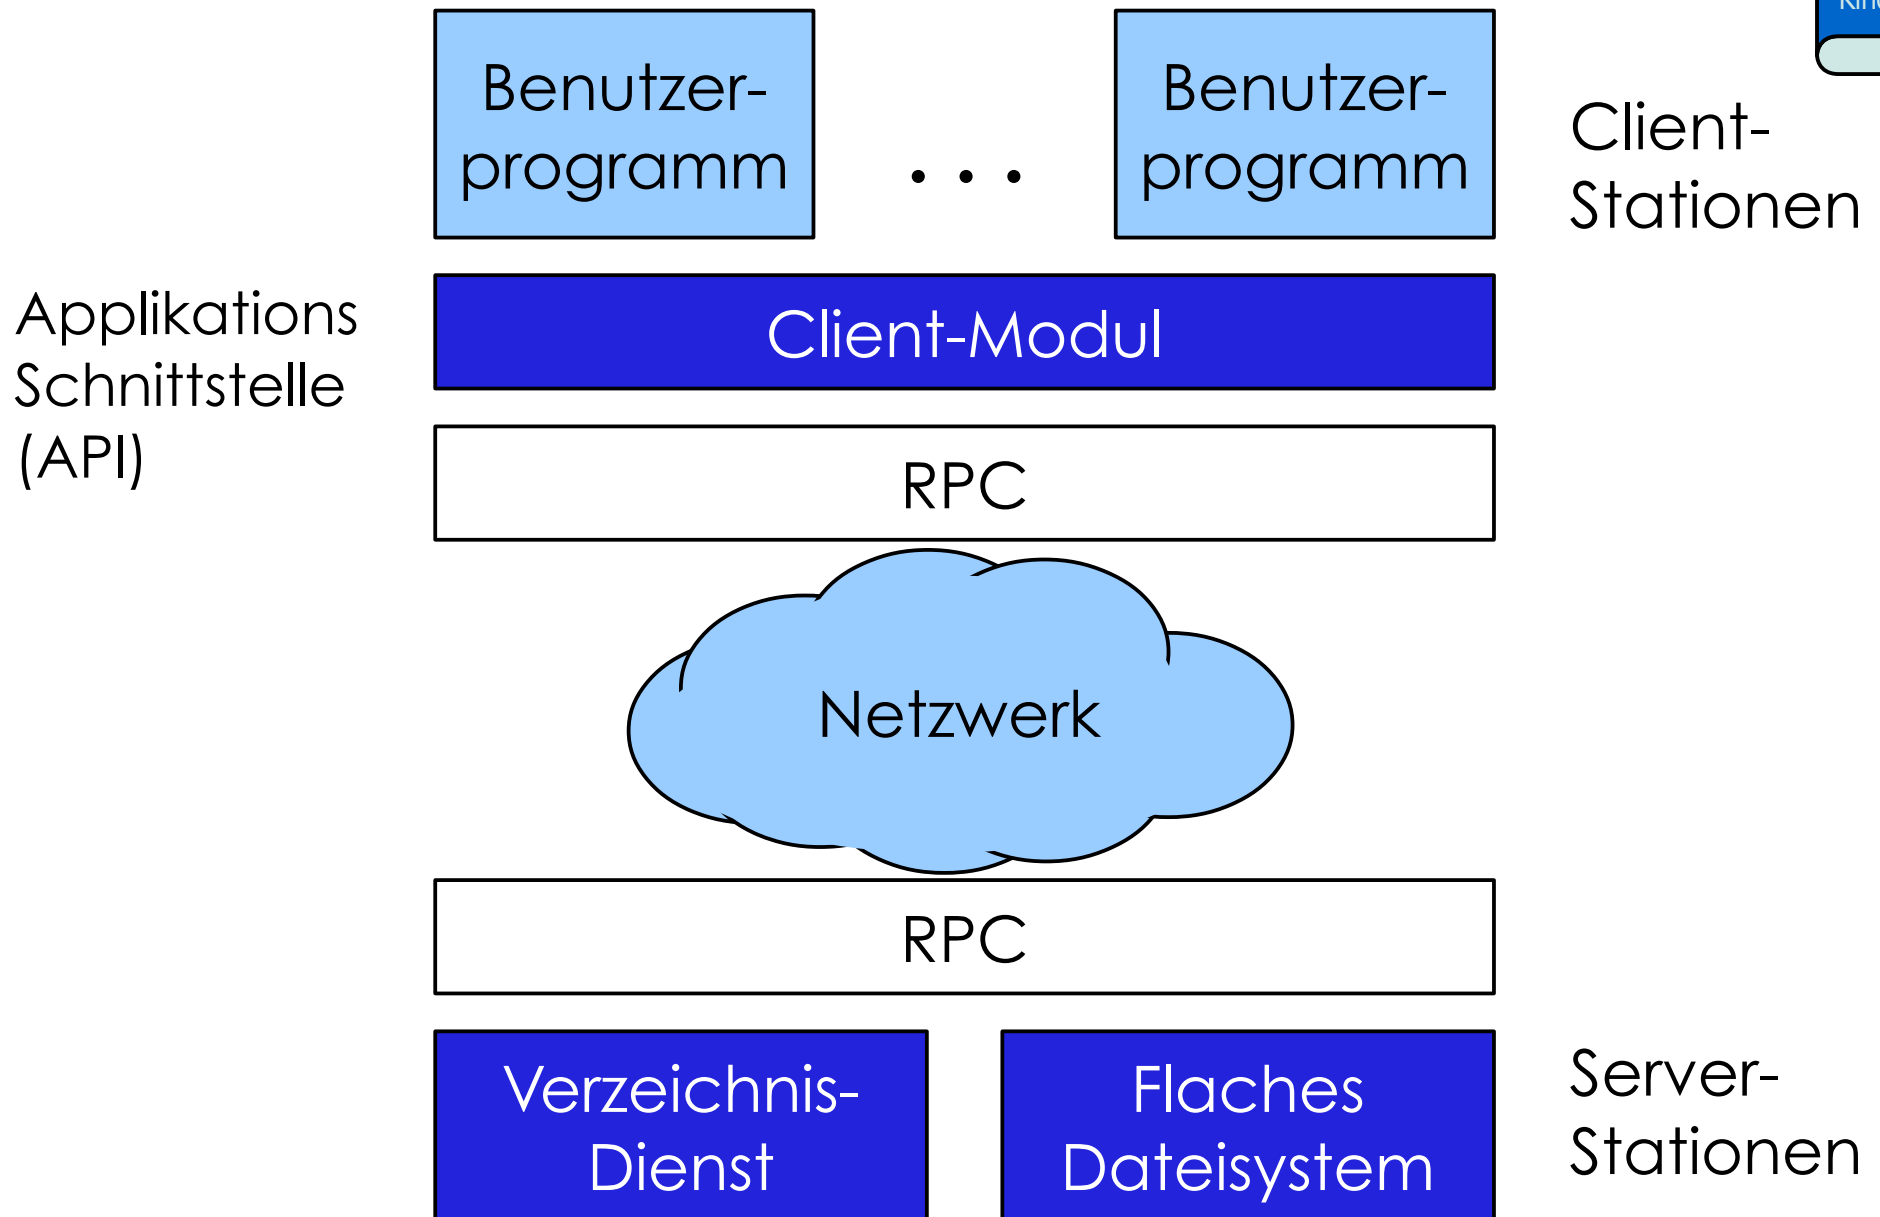 Benutzer-
programm
. . .
Benutzer-
programm
Client-
Stationen
Applikations
Schnittstelle
(API)
Client-Modul
RPC
Netzwerk
RPC
Verzeichnis-
Dienst
Flaches
Dateisystem
Server-
Stationen